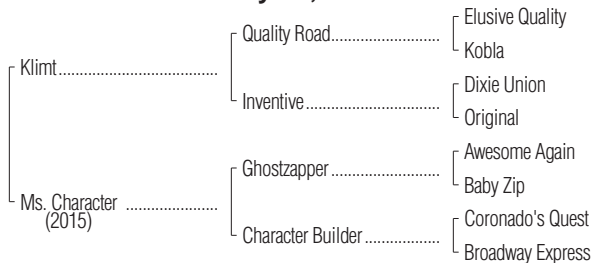 Elusive Quality
Quality Road
Kobla
Klimt
Dixie Union
Inventive
Original
Awesome Again
Ghostzapper
Baby Zip
Ms. Character
(2015)
Coronado's Quest
Character Builder
Broadway Express